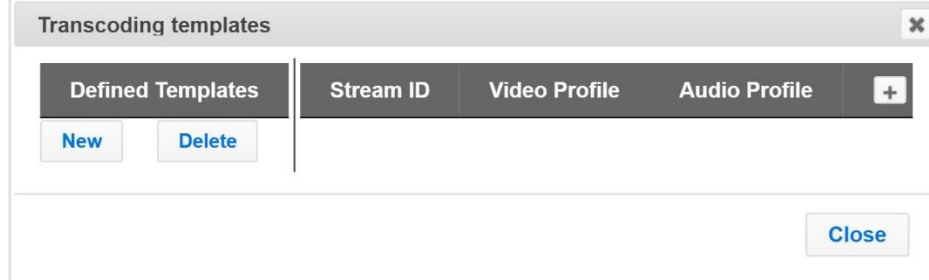 Transcoding templates
Defined Templates Stream ID Video Profile Audio Profile +
New Delete
Close